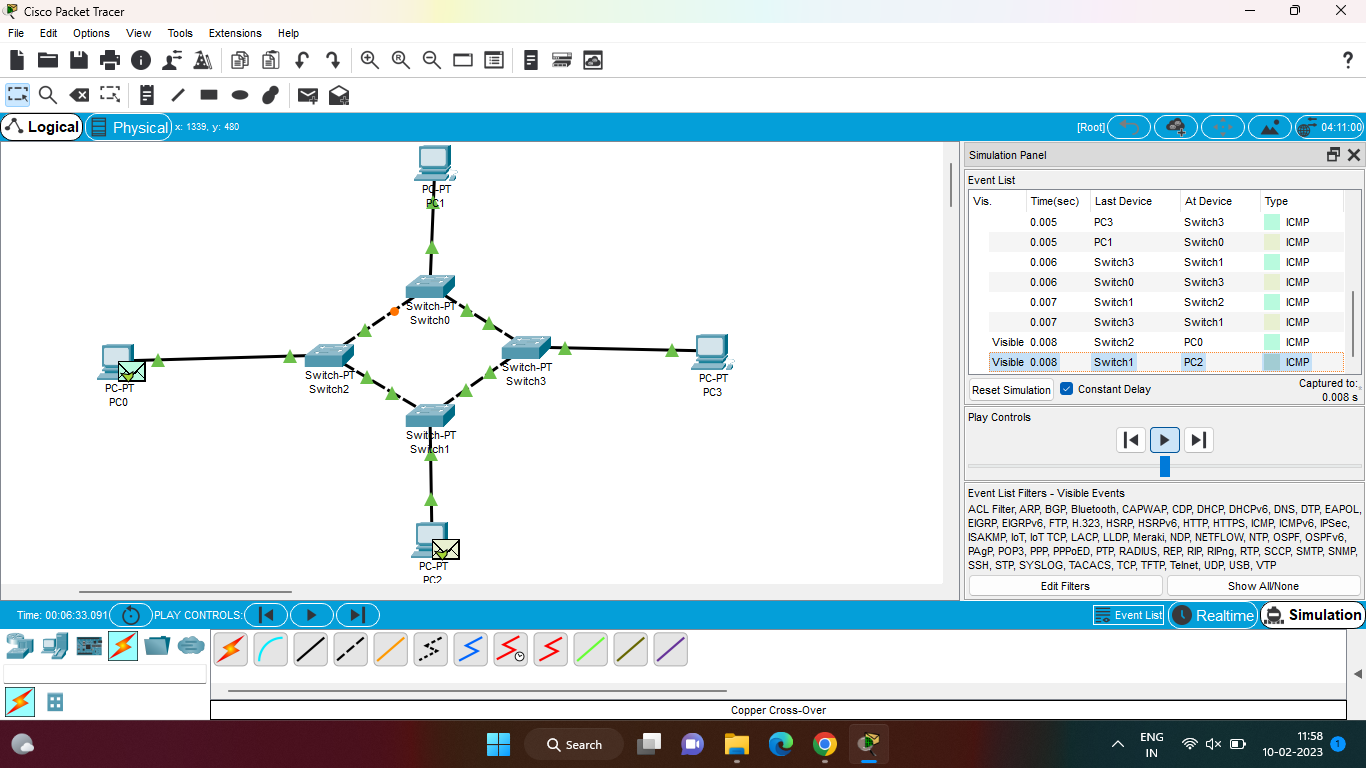 Cisco Packet Tracer
File Edit Options View Tools Extensions Help
Logical Physical x: 1339, y: 480 [Root] 04:11:00
PC-PT
PC1
Switch-PT
Switch0
PC-PT
PC0
Switch-PT
Switch2
Switch-PT
Switch3
PC-PT
PC3
Switch-PT
Switch1
PC-PT
PC2
Simulation Panel
Event List
Vis. Time(sec) Last Device At Device Type
0.005 PC3 Switch3 ICMP
0.005 PC1 Switch0 ICMP
0.006 Switch3 Switch1 ICMP
0.006 Switch0 Switch3 ICMP
0.007 Switch1 Switch2 ICMP
0.007 Switch3 Switch1 ICMP
Visible 0.008 Switch2 PC0 ICMP
Visible 0.008 Switch1 PC2 ICMP
Reset Simulation Constant Delay Captured to:
0.008 s
Play Controls
Event List Filters - Visible Events
ACL Filter, ARP, BGP, Bluetooth, CAPWAP, CDP, DHCP, DHCPv6, DNS, DTP, EAPOL,
EIGRP, EIGRPv6, FTP, H.323, HSRP, HSRPv6, HTTP, HTTPS, ICMP, ICMPv6, IPSec,
ISAKMP, IoT, IoT TCP, LACP, LLDP, Meraki, NDP, NETFLOW, NTP, OSPF, OSPFv6,
PAgP, POP3, PPP, PPPoED, PTP, RADIUS, REP, RIP, RIPng, RTP, SCCP, SMTP, SNMP,
SSH, STP, SYSLOG, TACACS, TCP, TFTP, Telnet, UDP, USB, VTP
Edit Filters Show All/None
Time: 00:06:33.091 PLAY CONTROLS: Event List Realtime Simulation
Copper Cross-Over
Search
ENG
IN
11:58
10-02-2023
1